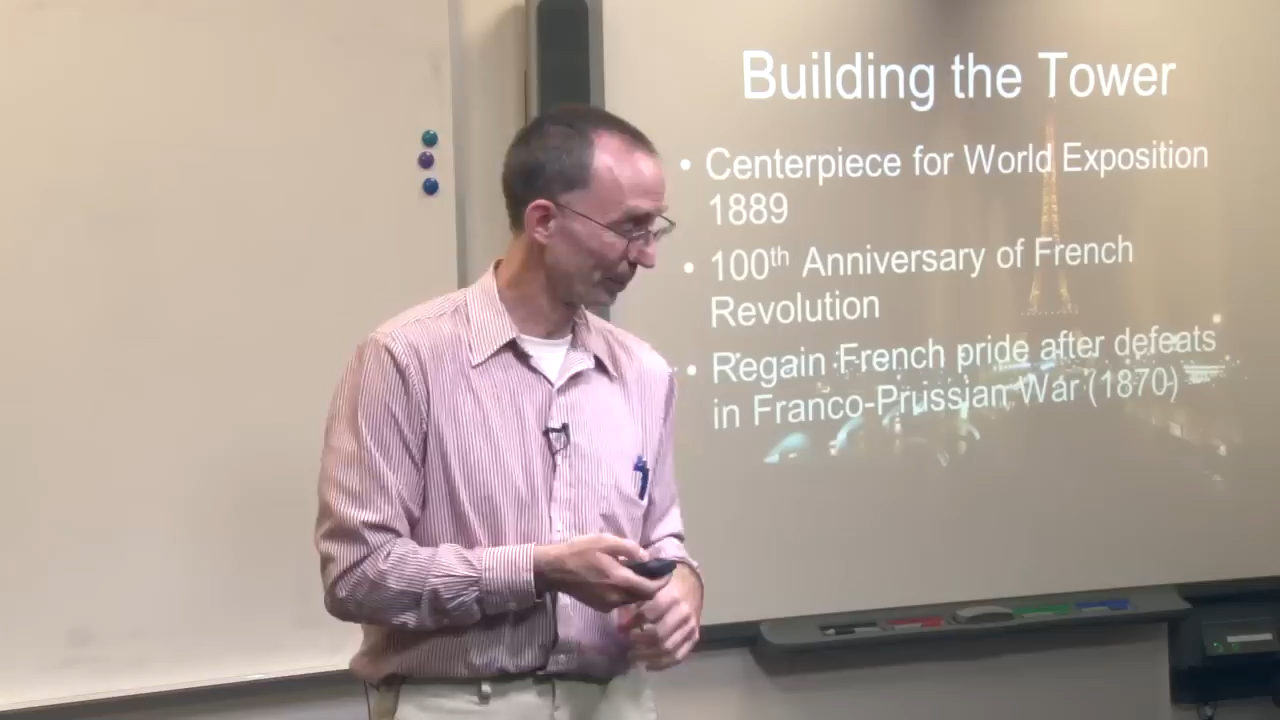 Building the Tower
• Centerpiece for World Exposition
1889
• 100th Anniversary of French
Revolution
• Regain French pride after defeats
in Franco-Prussian War (1870)